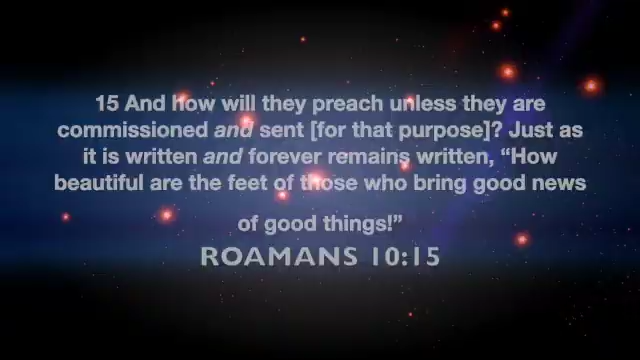 15 And how will they preach unless they are
commissioned and sent [for that purpose]? Just as
it is written and forever remains written, “How
beautiful are the feet of those who bring good news
of good things!”
ROAMANS 10:15